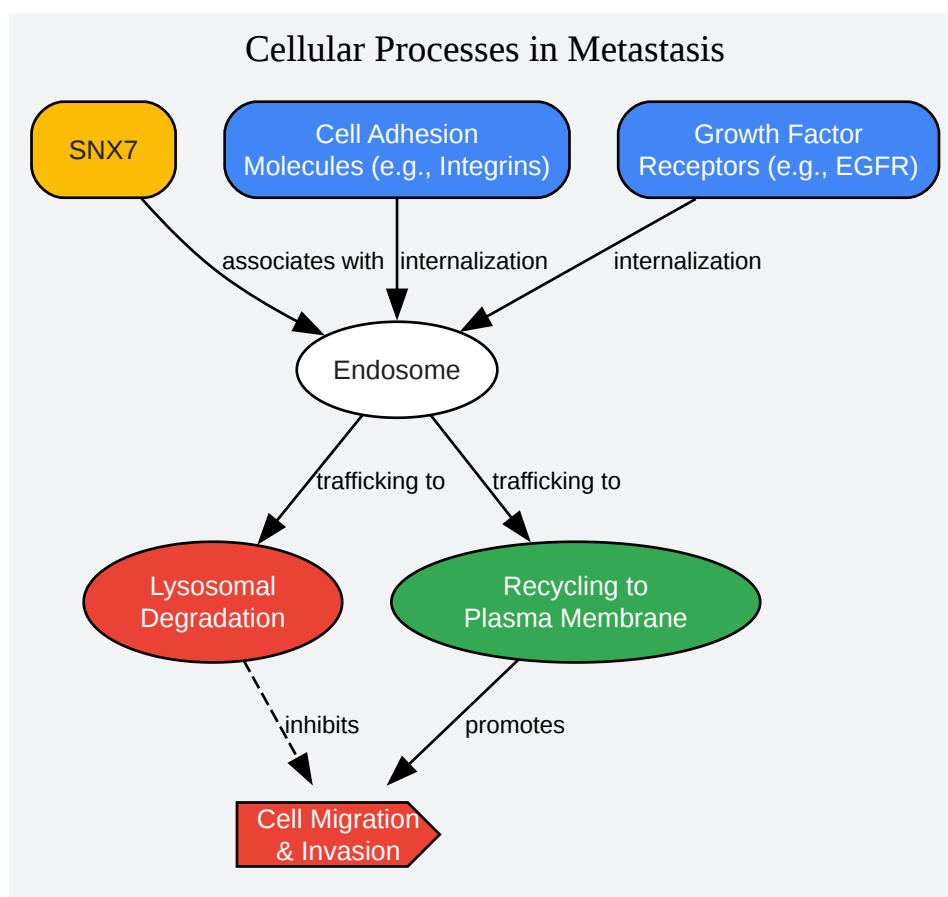 Cellular Processes in Metastasis
SNX7
Cell Adhesion
Molecules (e.g., Integrins)
Growth Factor
Receptors (e.g., EGFR)
associates with
internalization
internalization
Endosome
trafficking to
trafficking to
Lysosomal
Degradation
Recycling to
Plasma Membrane
inhibits
promotes
Cell Migration
& Invasion